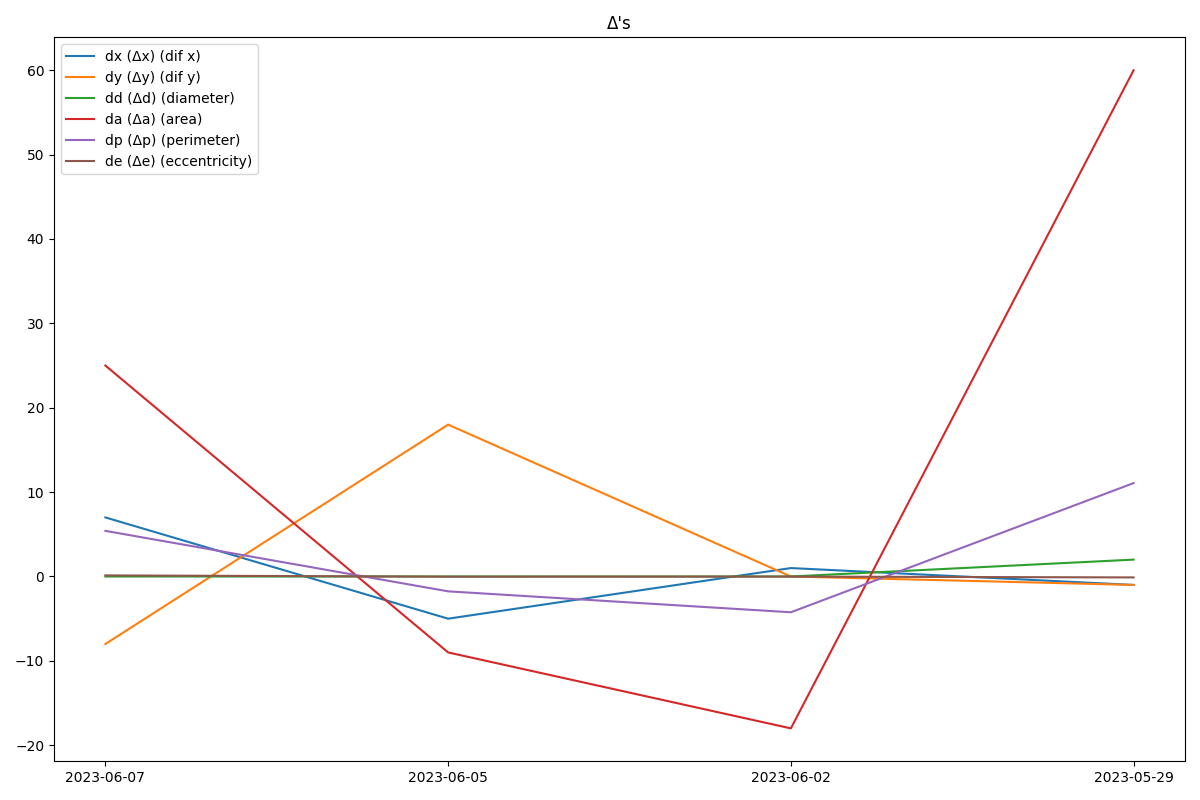 Δ's
dx (Δx) (dif x)
dy (Δy) (dif y)
dd (Δd) (diameter)
da (Δa) (area)
dp (Δp) (perimeter)
de (Δe) (eccentricity)
60
50
40
30
20
10
0
−10
−20
2023-06-07 2023-06-05 2023-06-02 2023-05-29